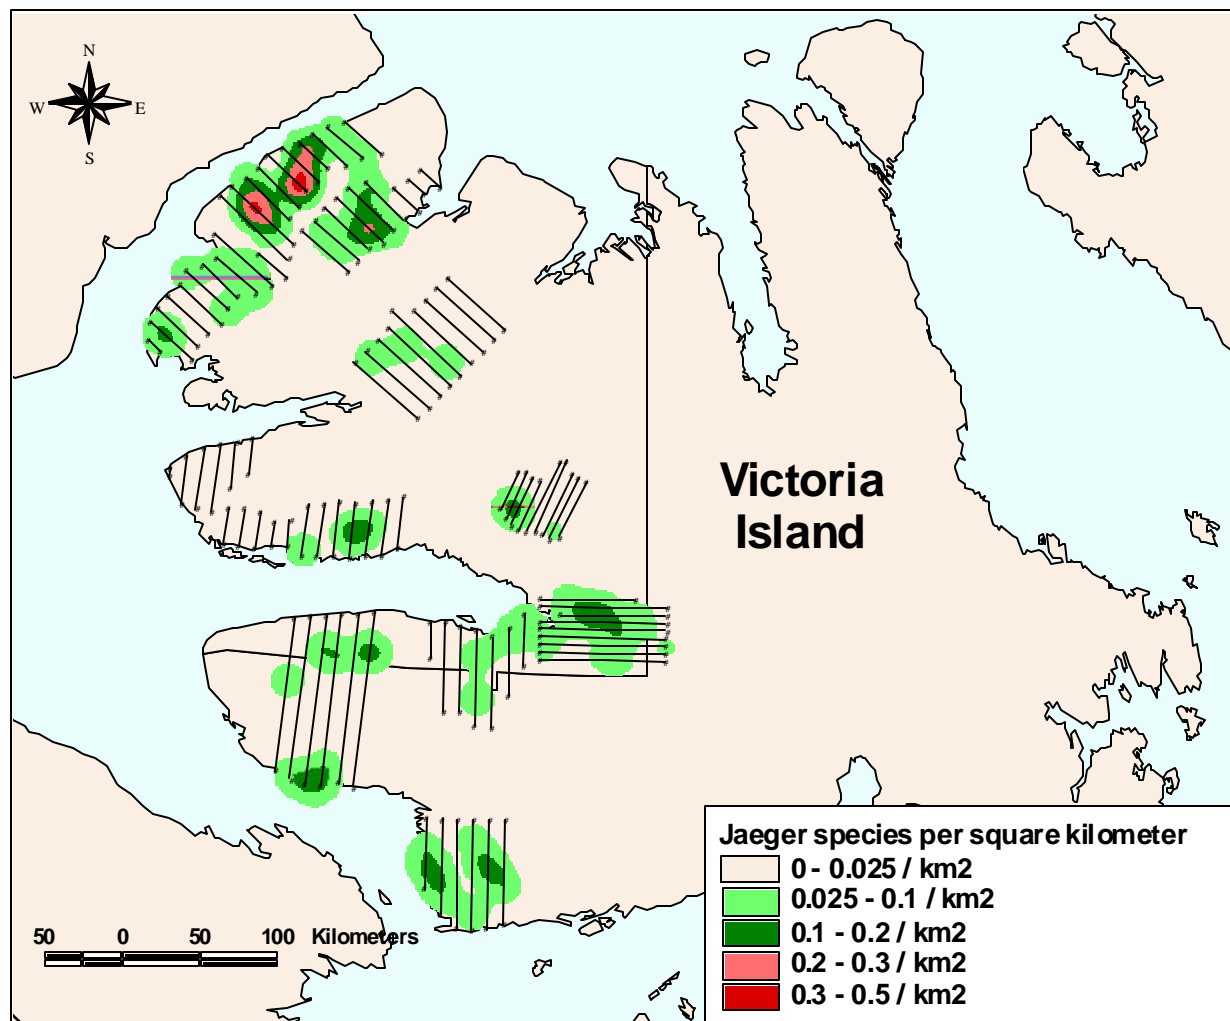 N
W E
S
Victoria
Island
Jaeger species per square kilometer
0 - 0.025 / km2
0.025 - 0.1 / km2
0.1 - 0.2 / km2
0.2 - 0.3 / km2
0.3 - 0.5 / km2
50 0 50 100 Kilometers